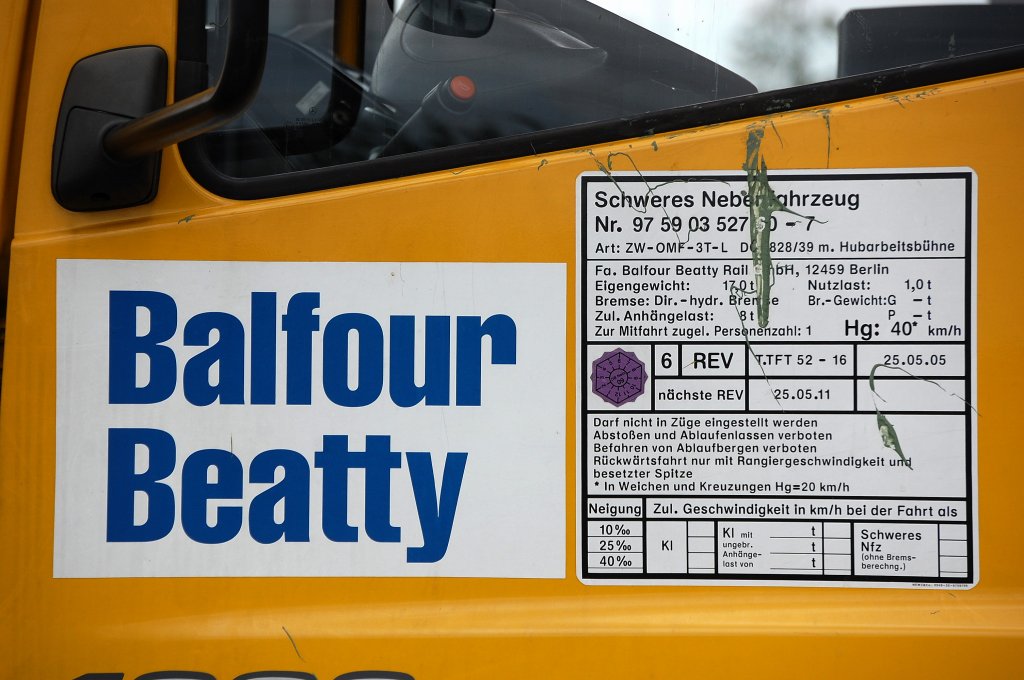 Balfour
Beatty
Schweres Nebenfahrzeug
Nr. 97 59 03 527 - 7
Art: ZW-OMF-3T-L 828/39 m. Hubarbeitsbühne
Fa. Balfour Beatty Rail GmbH, 12459 Berlin
Eigengewicht: 17,0 t Nutzlast: 1,0 t
Bremse: Dir.-hydr. Bremse Br.-Gewicht: G - t
Zul. Anhängelast: 8 t P - t
Zur Mitfahrt zugel. Personenzahl: 1 Hg: 40* km/h
6 REV T.TFT 52 - 16 25.05.05
nächste REV 25.05.11
Darf nicht in Züge eingestellt werden
Abstoßen und Ablaufenlassen verboten
Befahren von Ablaufbergen verboten
Rückwärtsfahrt nur mit Rangiergeschwindigkeit und
besetzter Spitze
* In Weichen und Kreuzungen Hg=20 km/h
Neigung Zul. Geschwindigkeit in km/h bei der Fahrt als
10‰
25‰
40‰
Kl
Kl mit t
ungebr. t
Anhänge-
last von t
Schweres
Nfz
(ohne Brems-
berechng.)